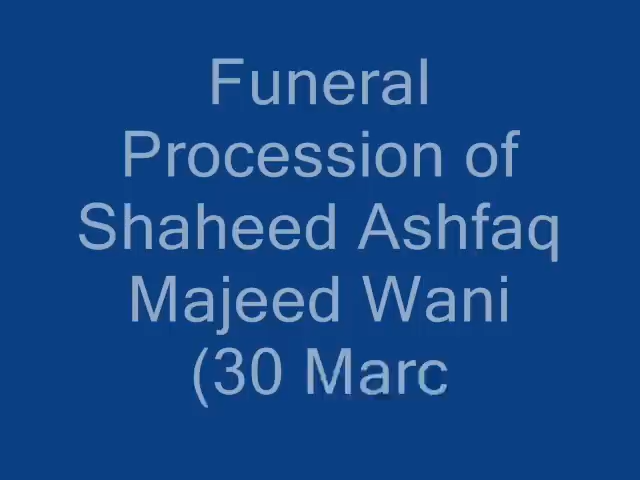 Funeral
Procession of
Shaheed Ashfaq
Majeed Wani
(30 Marc